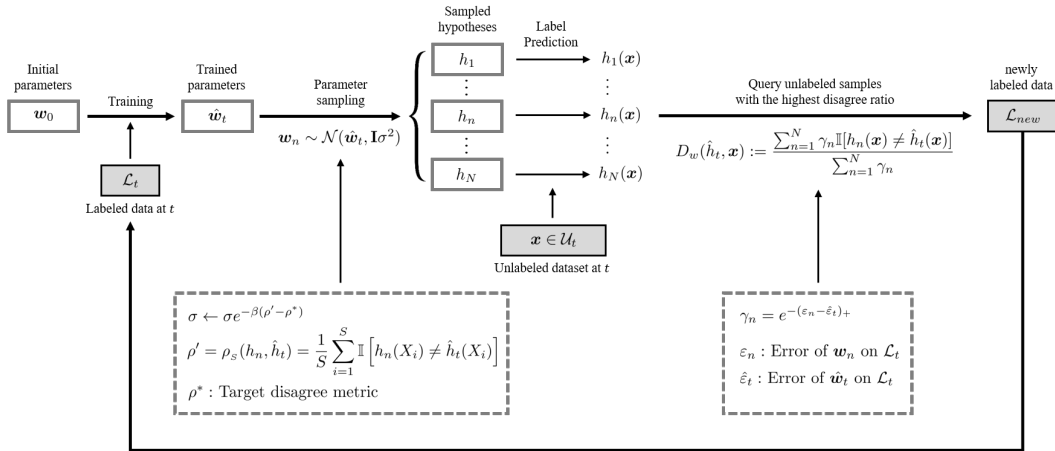 Initial
parameters
w_0
Training
L_t
Labeled data at t
Trained
parameters
ŵ_t
Parameter
sampling
w_n ∼ N(ŵ_t, Iσ²)
Sampled
hypotheses
h_1
⋮ ⋮
h_n
⋮ ⋮
h_N
Label
Prediction
h_1(x)
⋮
h_n(x)
⋮
h_N(x)
x ∈ U_t
Unlabeled dataset at t
Query unlabeled samples
with the highest disagree ratio
D_w(ĥ_t, x) := \frac{∑_{n=1}^{N} γ_n 𝕀[h_n(x) ≠ ĥ_t(x)]}{∑_{n=1}^{N} γ_n}
newly
labeled data
L_{new}
σ ← σe^{−β(ρ′−ρ*)}
ρ′ = ρ_S(h_n, ĥ_t) = \frac{1}{S} ∑_{i=1}^{S} 𝕀[h_n(X_i) ≠ ĥ_t(X_i)]
ρ* : Target disagree metric
γ_n = e^{−(ε_n−ε̂_t)_+}
ε_n : Error of w_n on L_t
ε̂_t : Error of ŵ_t on L_t